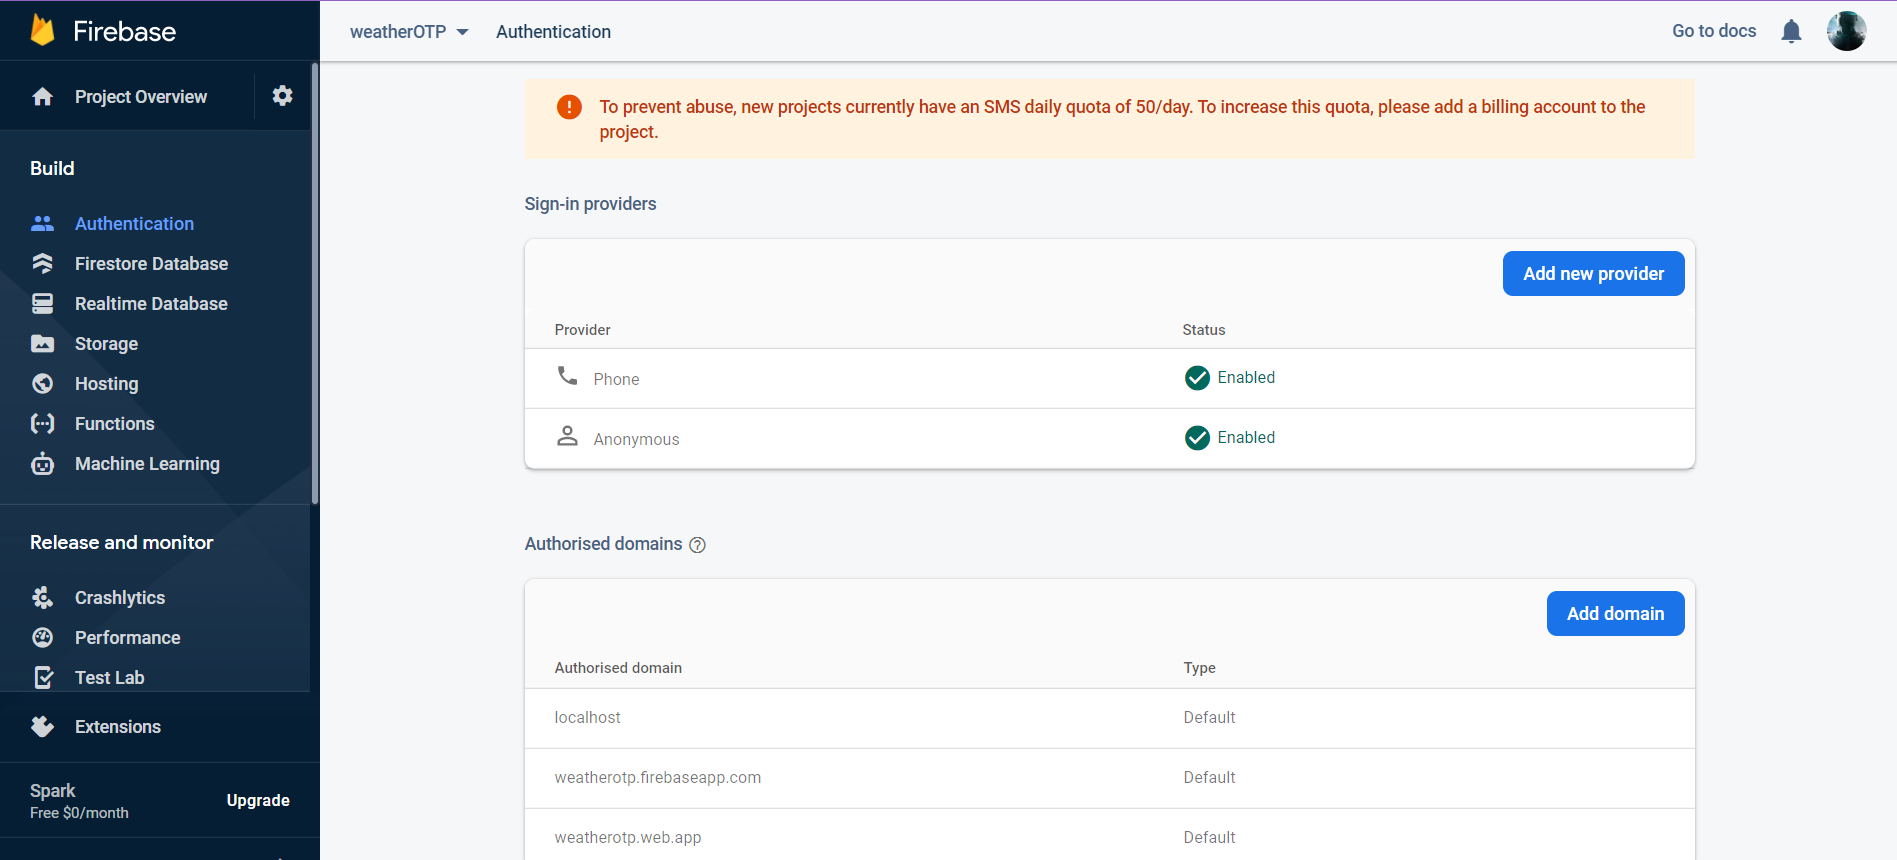 Firebase
Project Overview
Build
Authentication
Firestore Database
Realtime Database
Storage
Hosting
Functions
Machine Learning
Release and monitor
Crashlytics
Performance
Test Lab
Extensions
Spark
Free $0/month
Upgrade
weatherOTP
Authentication
Go to docs
To prevent abuse, new projects currently have an SMS daily quota of 50/day. To increase this quota, please add a billing account to the
project.
Sign-in providers
Add new provider
Provider Status
Phone Enabled
Anonymous Enabled
Authorised domains
Add domain
Authorised domain Type
localhost Default
weatherotp.firebaseapp.com Default
weatherotp.web.app Default